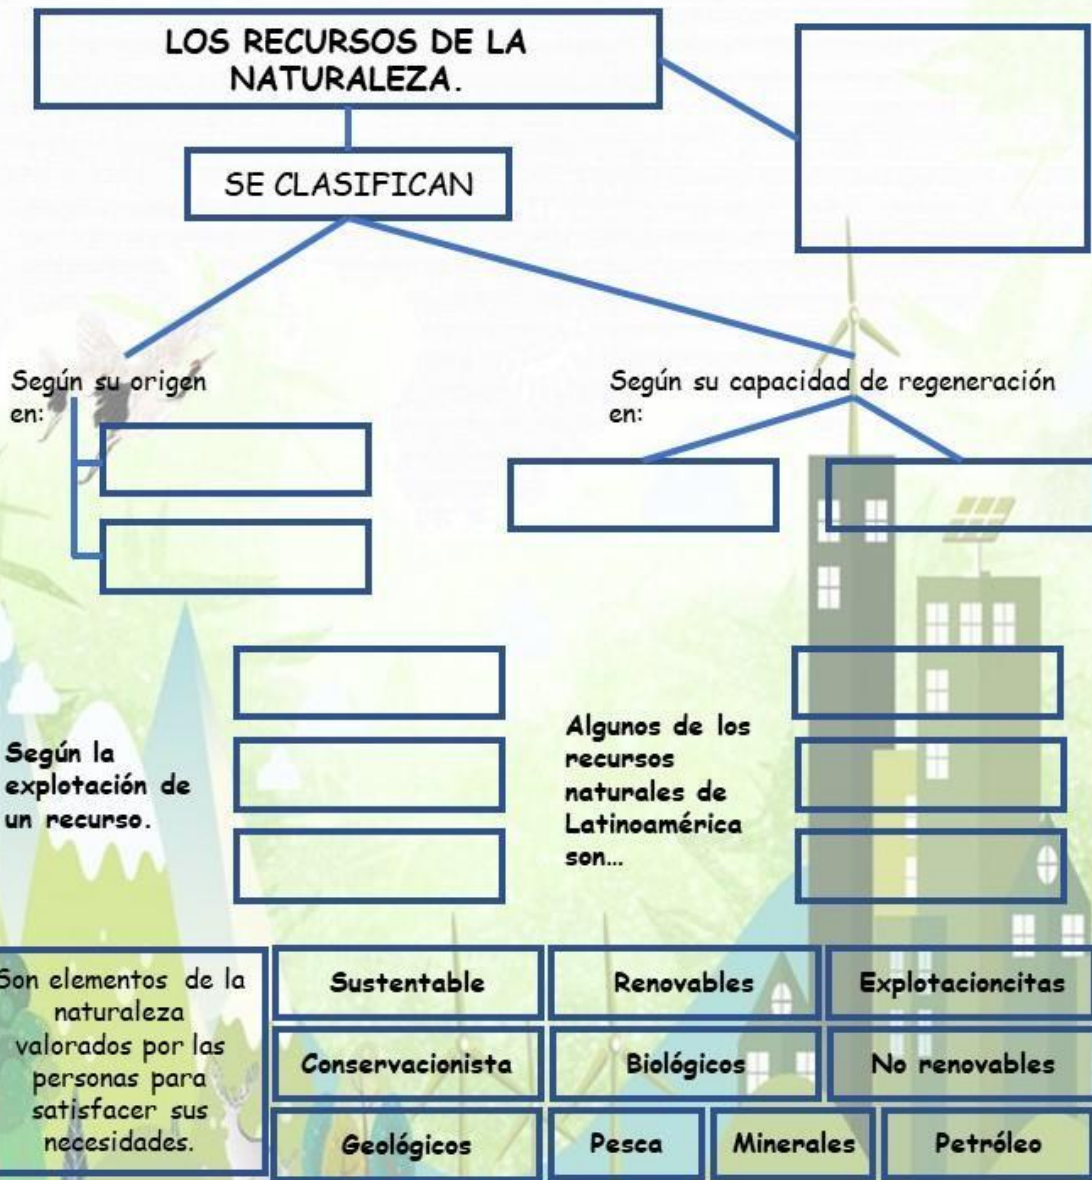 LOS RECURSOS DE LA
NATURALEZA.
SE CLASIFICAN
Según su origen
en:
Según su capacidad de regeneración
en:
Según la
explotación de
un recurso.
Algunos de los
recursos
naturales de
Latinoamérica
son...
Son elementos de la
naturaleza
valorados por las
personas para
satisfacer sus
necesidades.
Sustentable
Renovables
Explotacioncitas
Conservacionista
Biológicos
No renovables
Geológicos
Pesca
Minerales
Petróleo